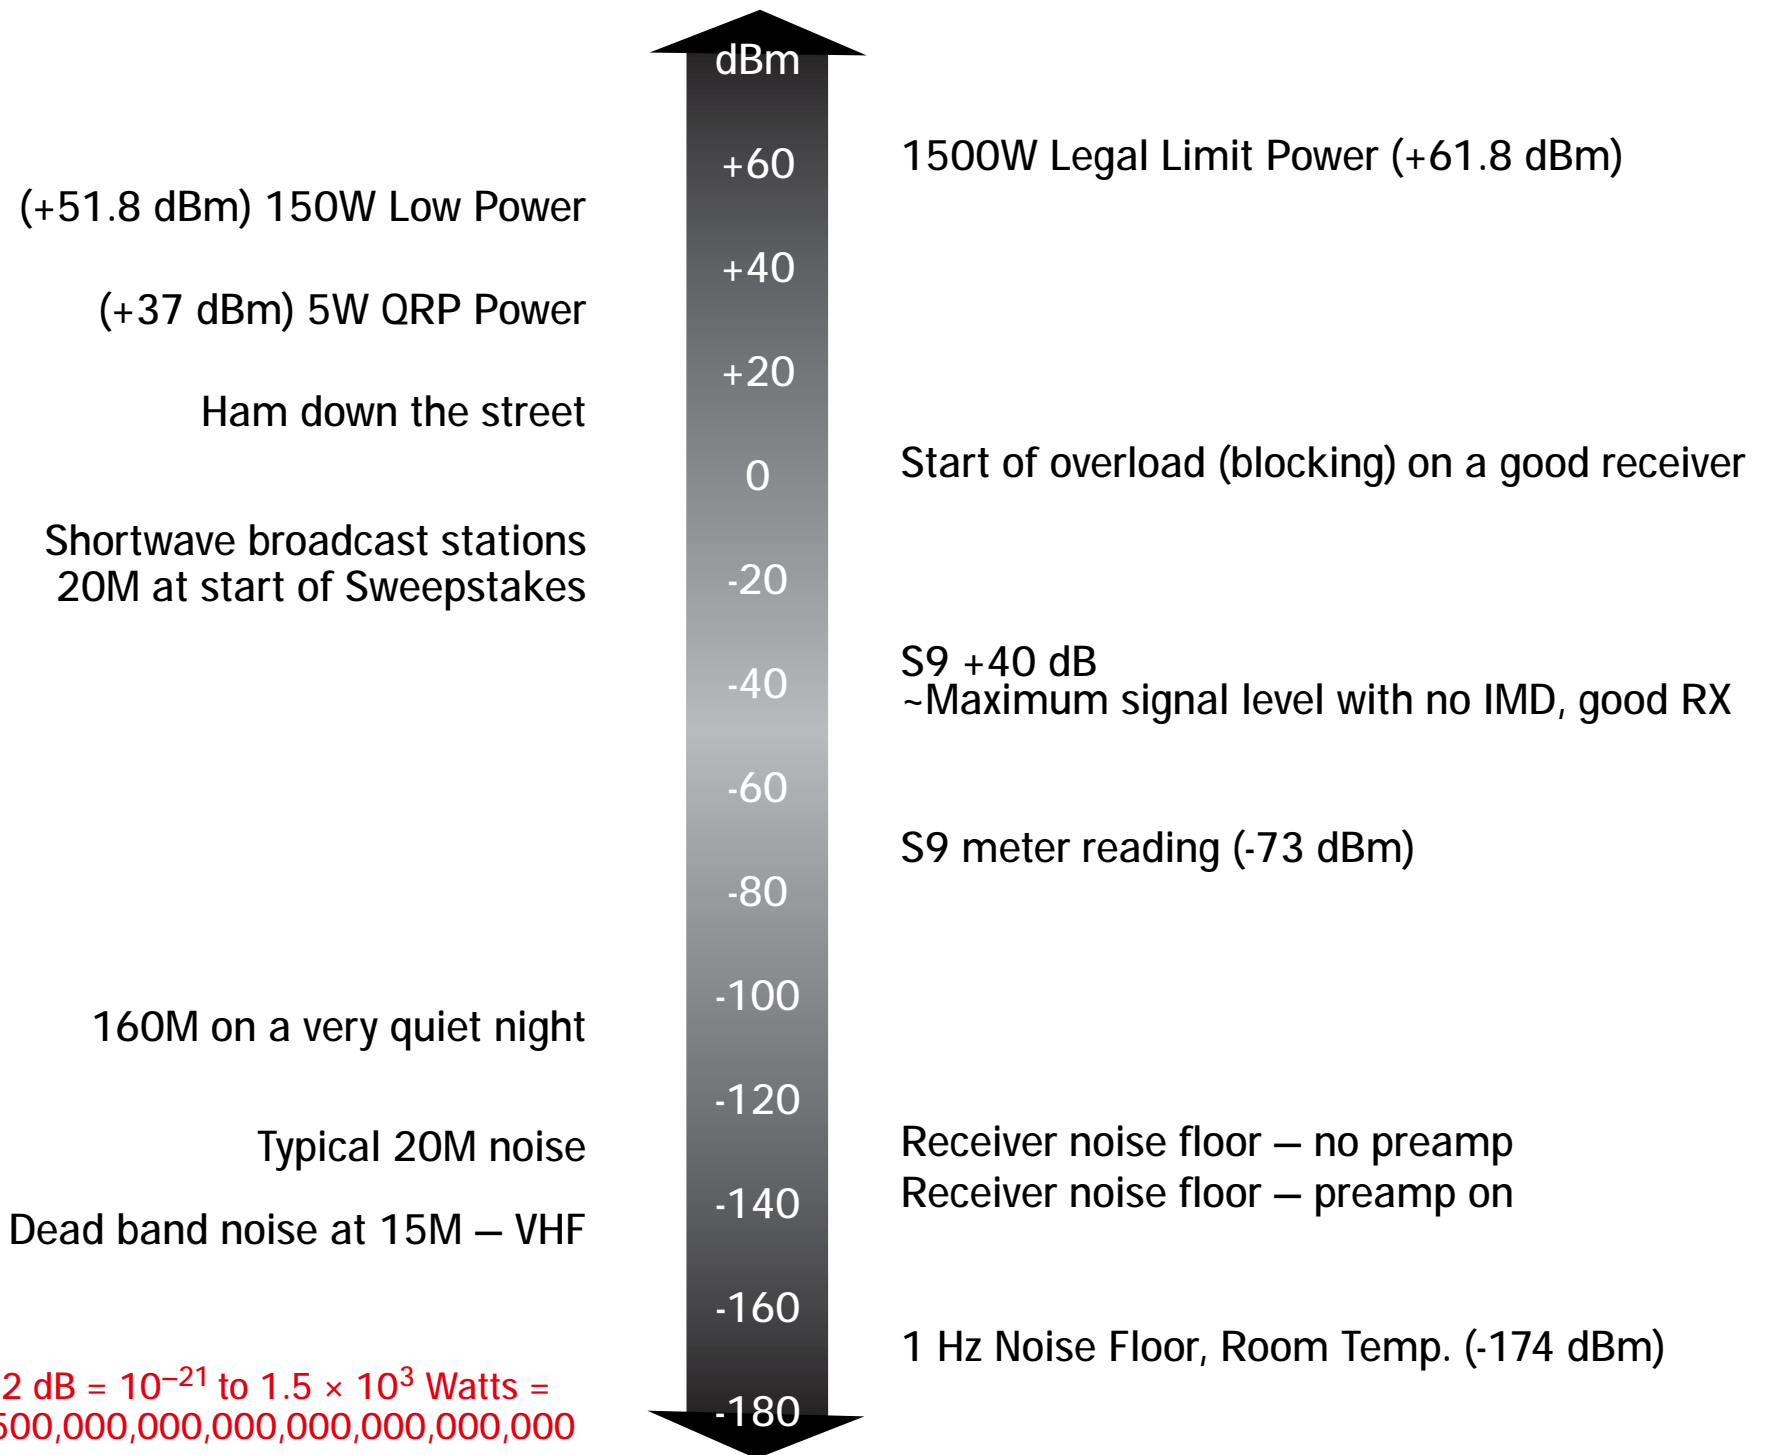 dBm
+60
1500W Legal Limit Power (+61.8 dBm)
(+51.8 dBm) 150W Low Power
+40
(+37 dBm) 5W QRP Power
+20
Ham down the street
0
Start of overload (blocking) on a good receiver
Shortwave broadcast stations
20M at start of Sweepstakes
-20
S9 +40 dB
-40
~Maximum signal level with no IMD, good RX
-60
S9 meter reading (-73 dBm)
-80
-100
160M on a very quiet night
-120
Typical 20M noise
Receiver noise floor — no preamp
Receiver noise floor — preamp on
-140
Dead band noise at 15M — VHF
-160
1 Hz Noise Floor, Room Temp. (-174 dBm)
2 dB = 10⁻²¹ to 1.5 × 10³ Watts =
500,000,000,000,000,000,000,000
-180